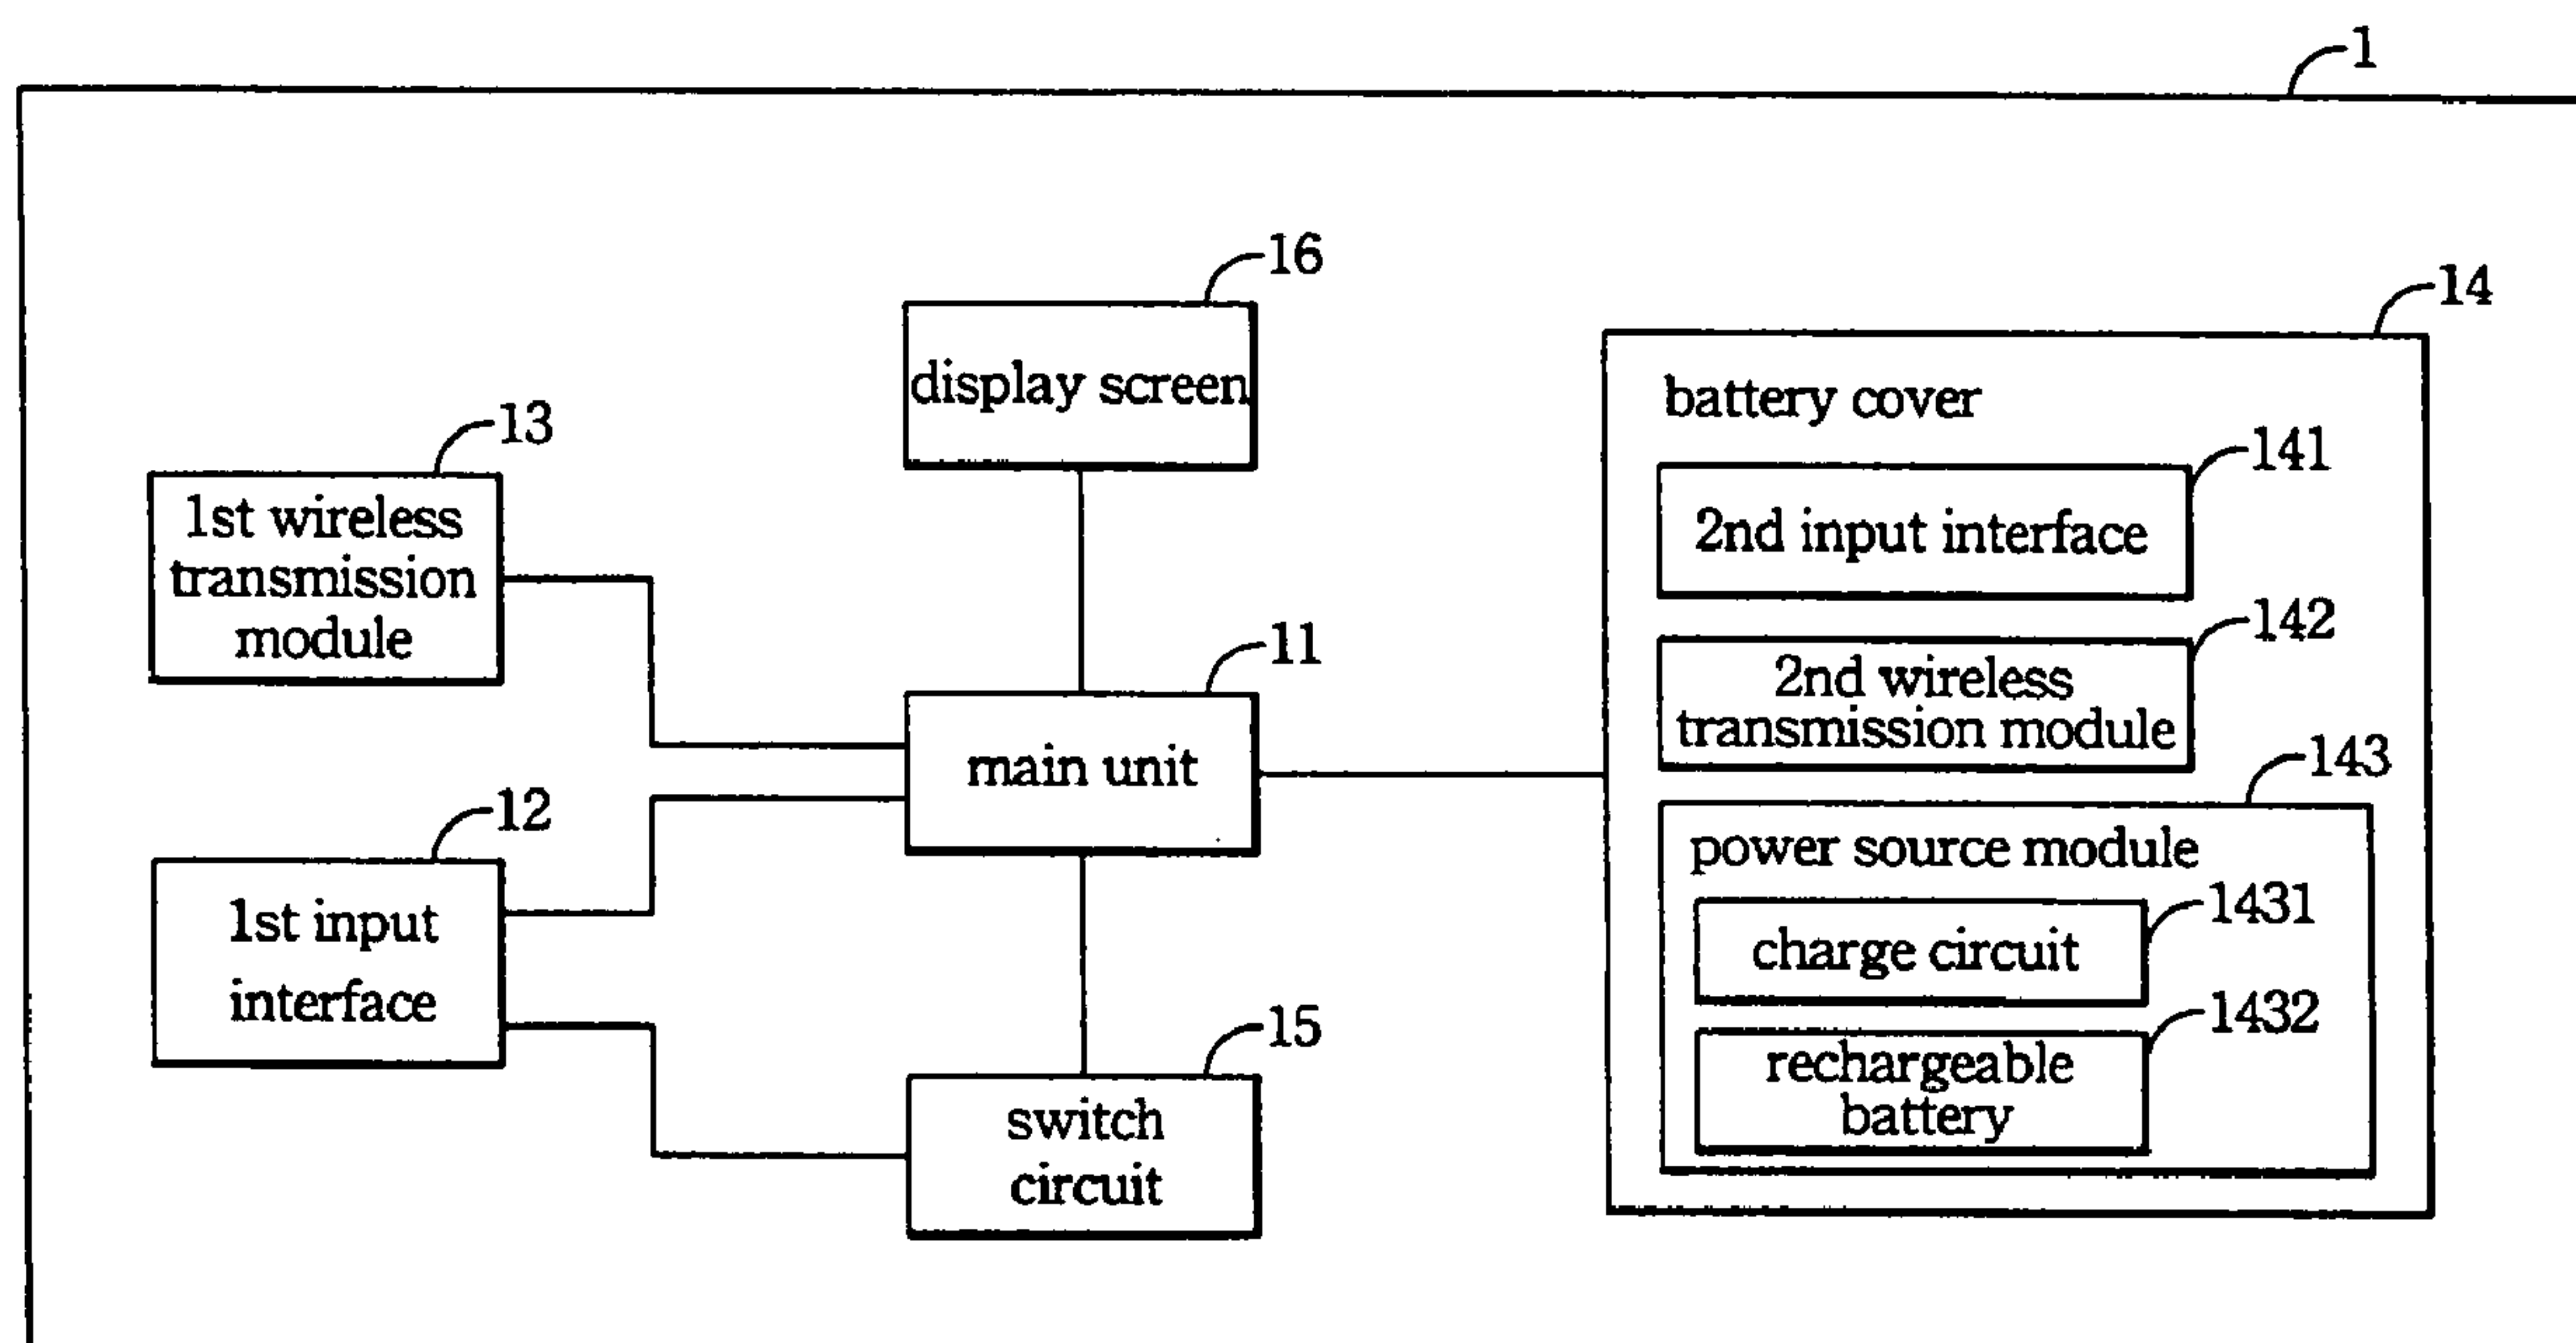 1
16
display screen
13
1st wireless
transmission
module
11
main unit
12
1st input
interface
15
switch
circuit
14
battery cover
141
2nd input interface
142
2nd wireless
transmission module
143
power source module
1431
charge circuit
1432
rechargeable
battery